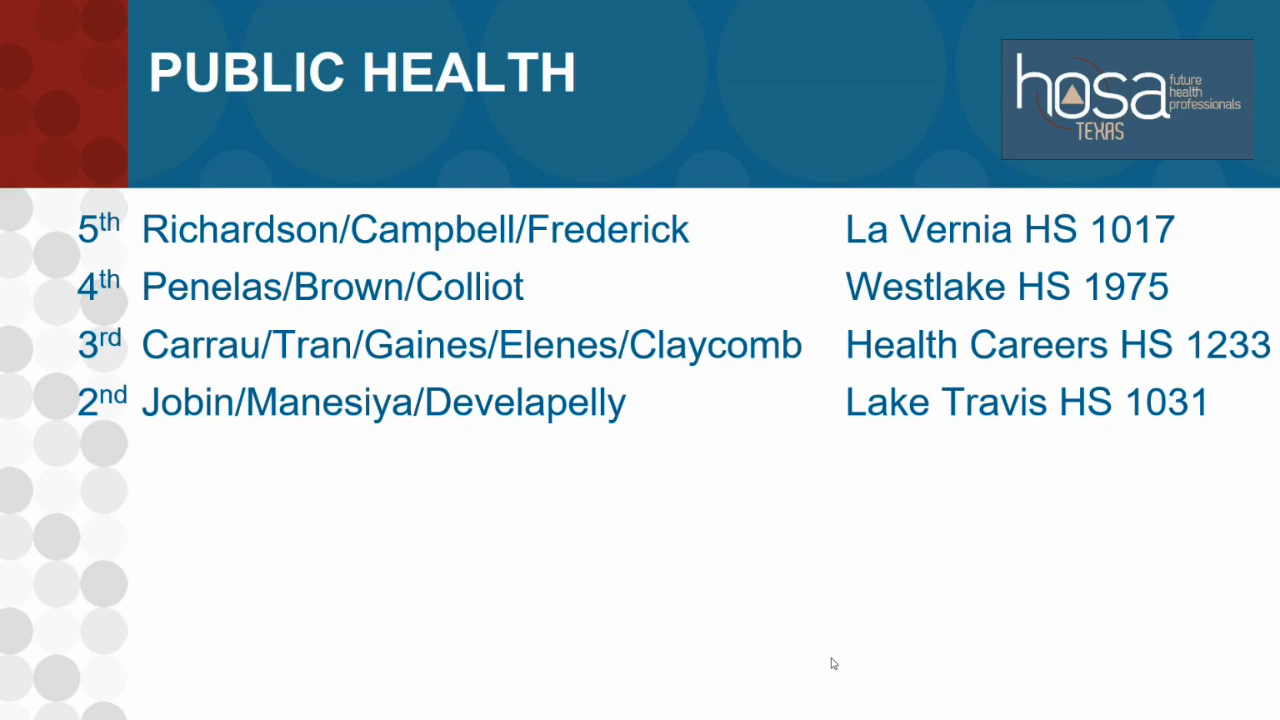 PUBLIC HEALTH
hosa future health professionals
TEXAS
5th Richardson/Campbell/Frederick La Vernia HS 1017
4th Penelas/Brown/Colliot Westlake HS 1975
3rd Carrau/Tran/Gaines/Elenes/Claycomb Health Careers HS 1233
2nd Jobin/Manesiya/Develapelly Lake Travis HS 1031